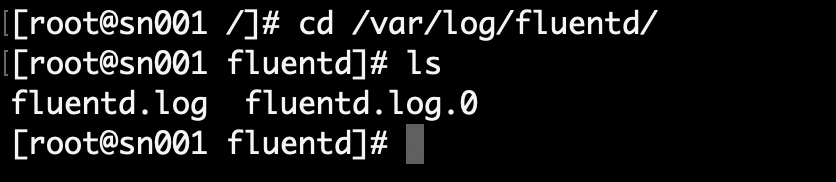 [root@sn001 /]# cd /var/log/fluentd/
[root@sn001 fluentd]# ls
fluentd.log  fluentd.log.0
[root@sn001 fluentd]#